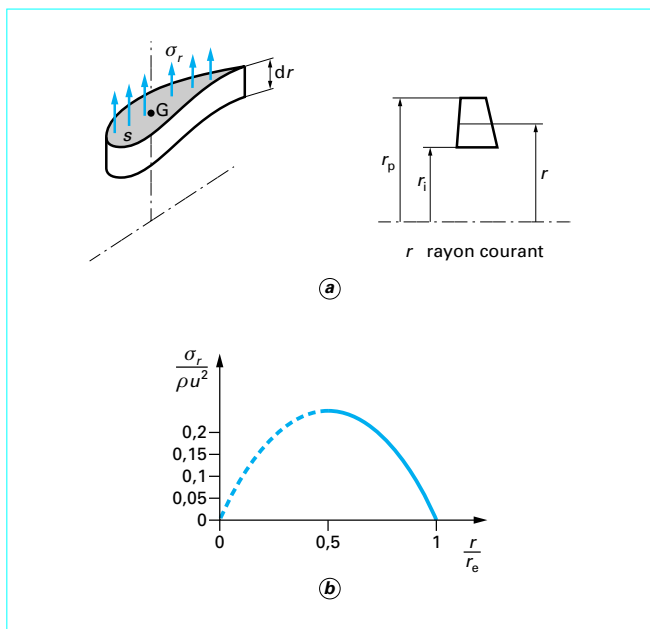 σr
dr
G
s
rp
ri
r
r rayon courant
a
σr
ρu²
0,2
0,15
0,1
0,05
0
0
0,5
1
r
re
b